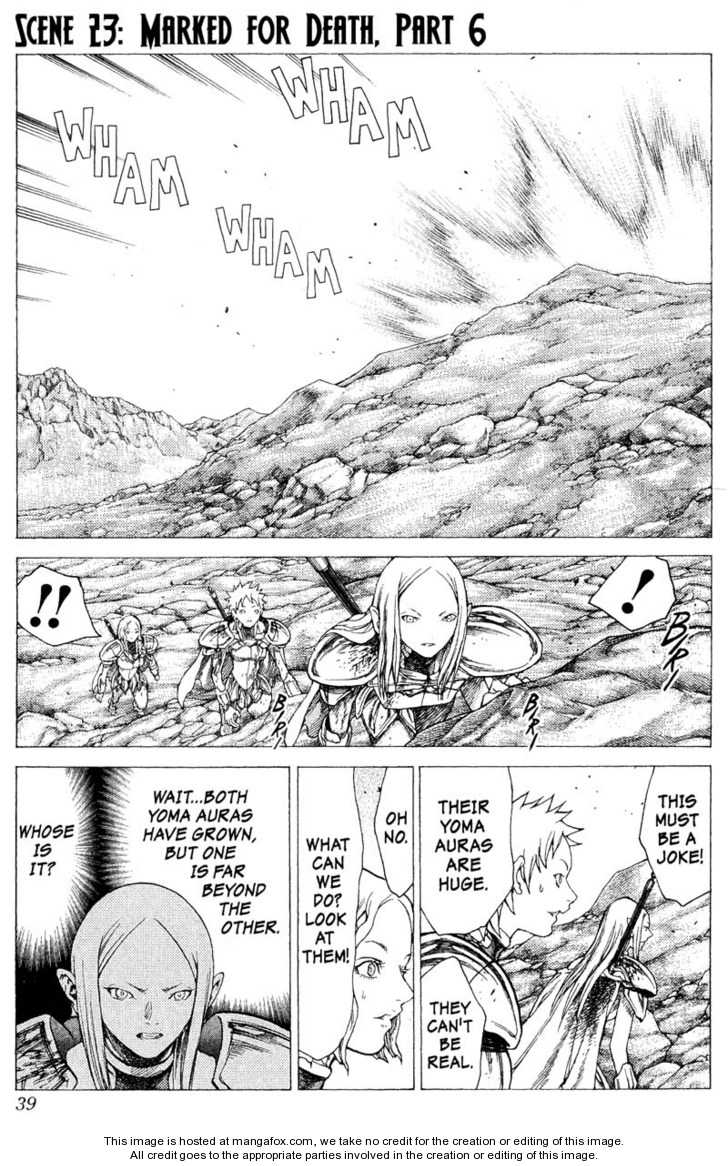 SCENE 23: MARKED FOR DEATH, PART 6
WHAM
WHAM
WHAM
!
!!
BRI
BRI
BRI
THIS
MUST
BE A
JOKE!
THEIR
YOMA
AURAS
ARE
HUGE.
THEY
CAN'T
BE
REAL.
OH
NO.
WHAT
CAN
WE
DO?
LOOK
AT
THEM!
WAIT...BOTH
YOMA AURAS
HAVE GROWN,
BUT ONE
IS FAR
BEYOND
THE
OTHER.
WHOSE
IS
IT?
39
This image is hosted at mangafox.com, we take no credit for the creation or editing of this image.
All credit goes to the appropriate parties involved in the creation or editing of this image.